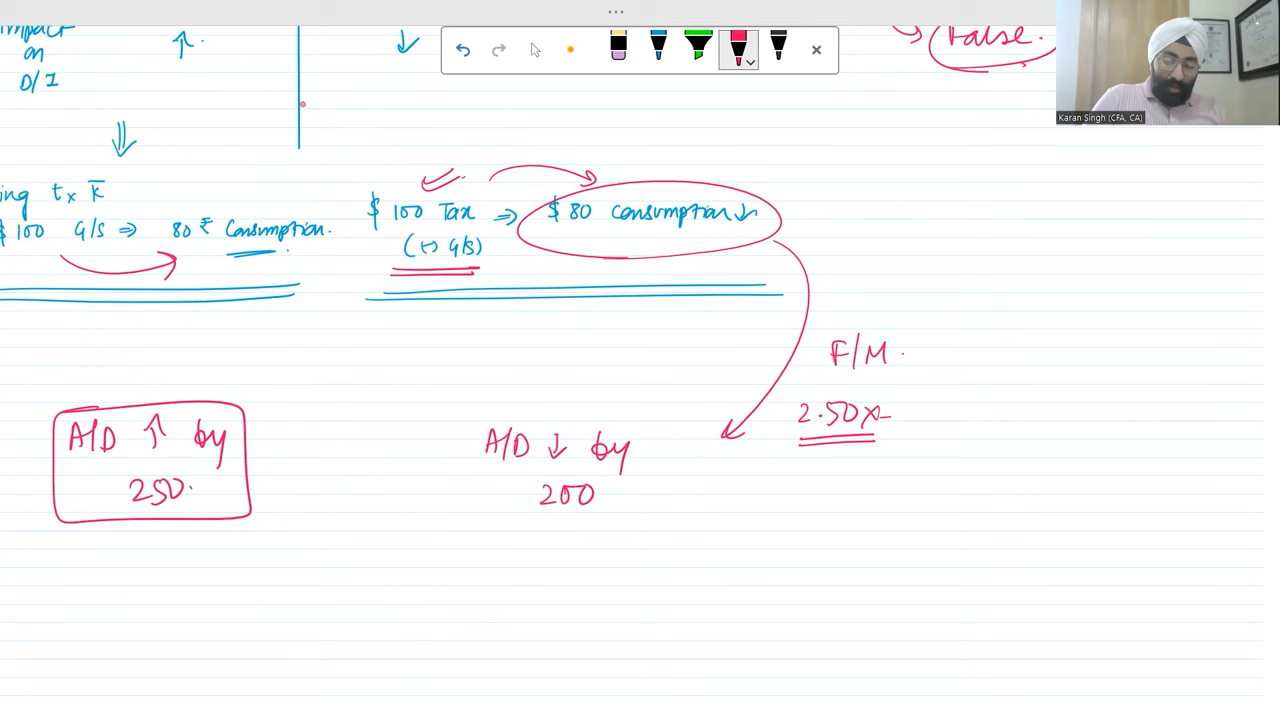 impact
on
D/I
↑.
↓
False.
Karan Singh (CFA, CA)
ing tx k̅
$100 G/S ⇒ 80 ₹ Consumption.
$100 Tax ⇒ $80 Consumption↓
(↔ G/S)
F/M.
2.50x
A/D ↑ by
250.
A/D ↓ by
200